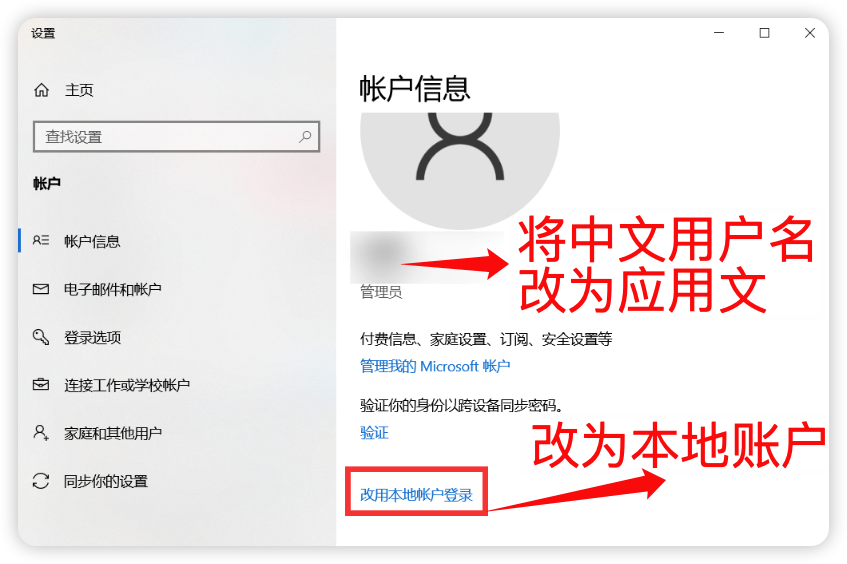 设置
主页
查找设置
帐户
帐户信息
电子邮件和帐户
登录选项
连接工作或学校帐户
家庭和其他用户
同步你的设置
帐户信息
将中文用户名
改为应用文
管理员
付费信息、家庭设置、订阅、安全设置等
管理我的 Microsoft 帐户
验证你的身份以跨设备同步密码。
验证
改为本地账户
改用本地帐户登录